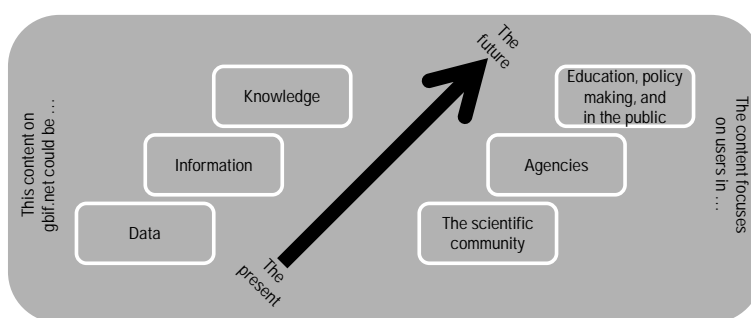 This content on
gbif.net could be …
Knowledge
Information
Data
The
future
The
present
Education, policy
making, and
in the public
Agencies
The scientific
community
The content focuses
on users in …